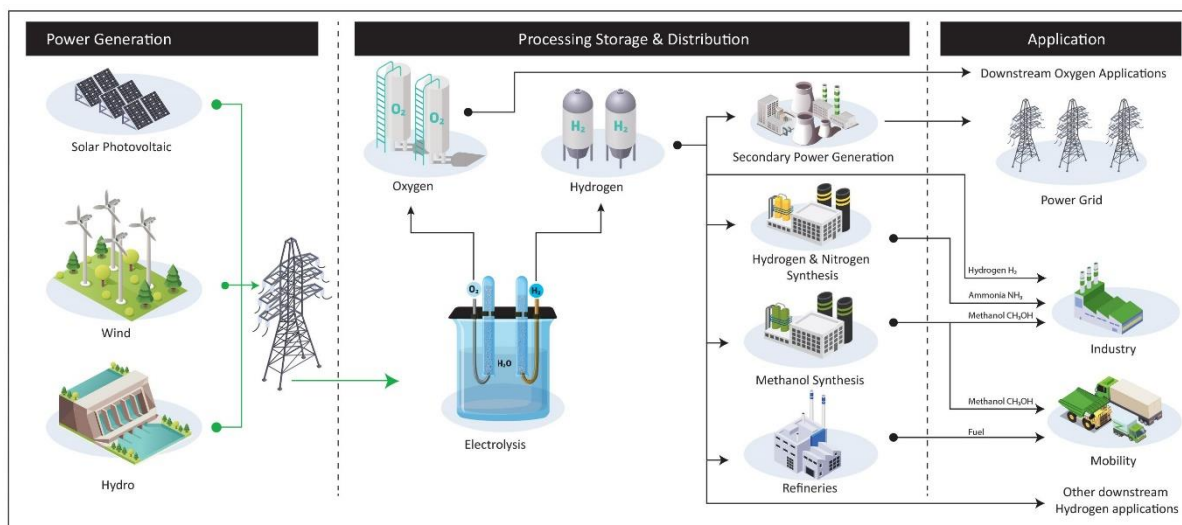 Power Generation
Processing Storage & Distribution
Application
Solar Photovoltaic
Wind
Hydro
O₂
O₂
Oxygen
H₂
H₂
Hydrogen
O₂
H₂
H₂O
Electrolysis
Secondary Power Generation
Hydrogen & Nitrogen
Synthesis
Methanol Synthesis
Refineries
Downstream Oxygen Applications
Power Grid
Hydrogen H₂
Ammonia NH₃
Methanol CH₃OH
Industry
Methanol CH₃OH
Fuel
Mobility
Other downstream
Hydrogen applications